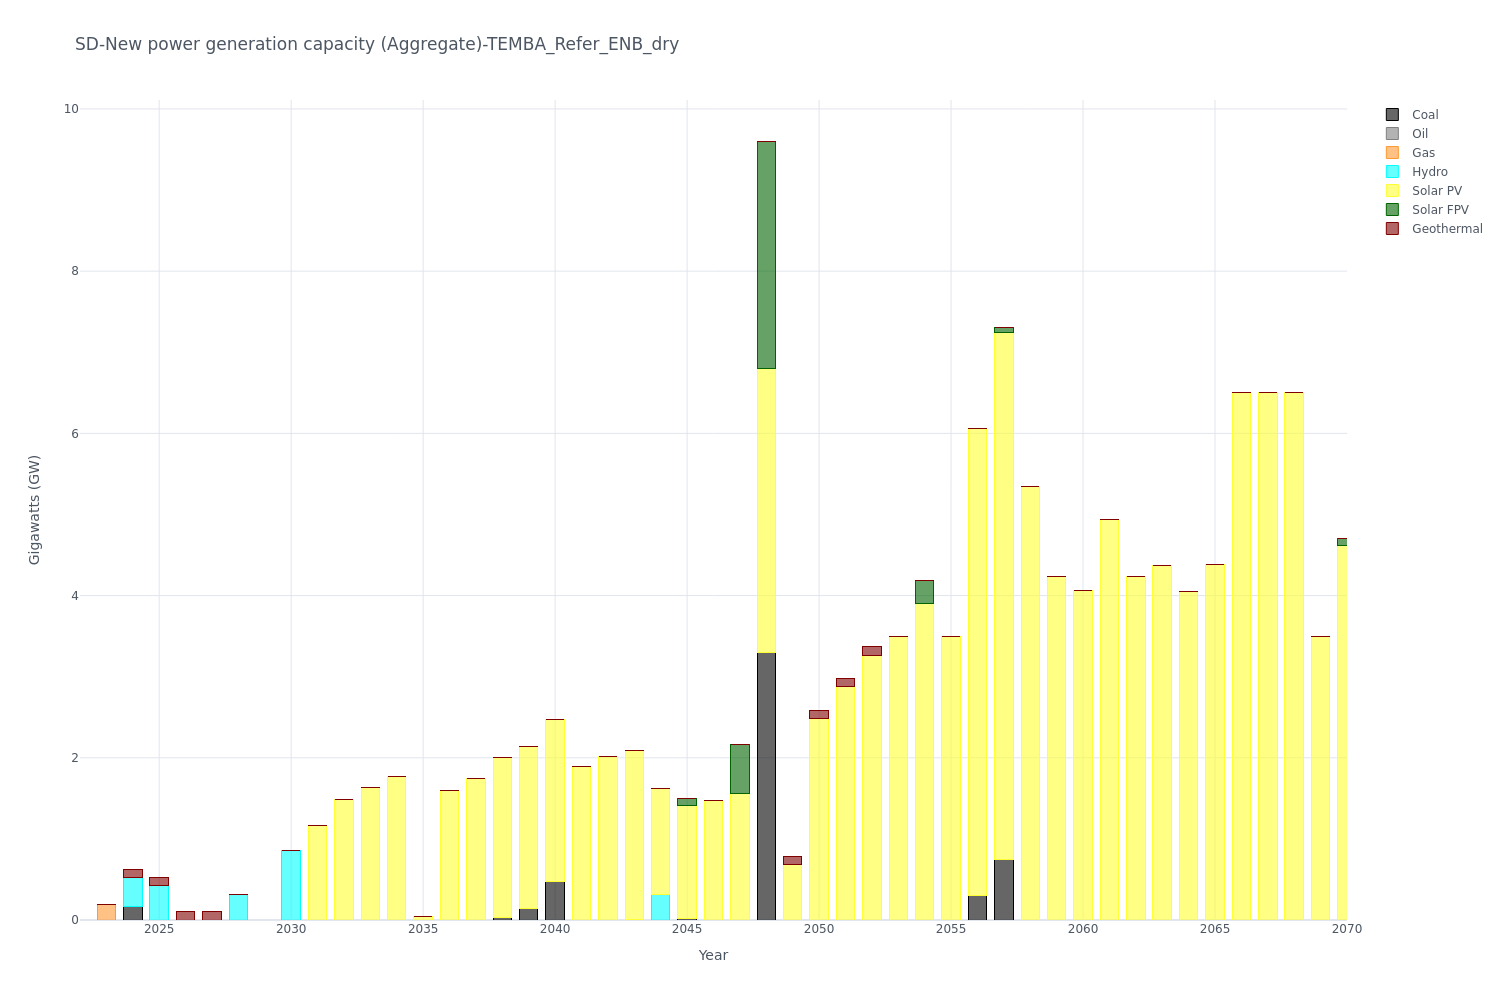 SD-New power generation capacity (Aggregate)-TEMBA_Refer_ENB_dry
10
8
6
4
2
0
Gigawatts (GW)
2025
2030
2035
2040
2045
2050
2055
2060
2065
2070
Year
Coal
Oil
Gas
Hydro
Solar PV
Solar FPV
Geothermal